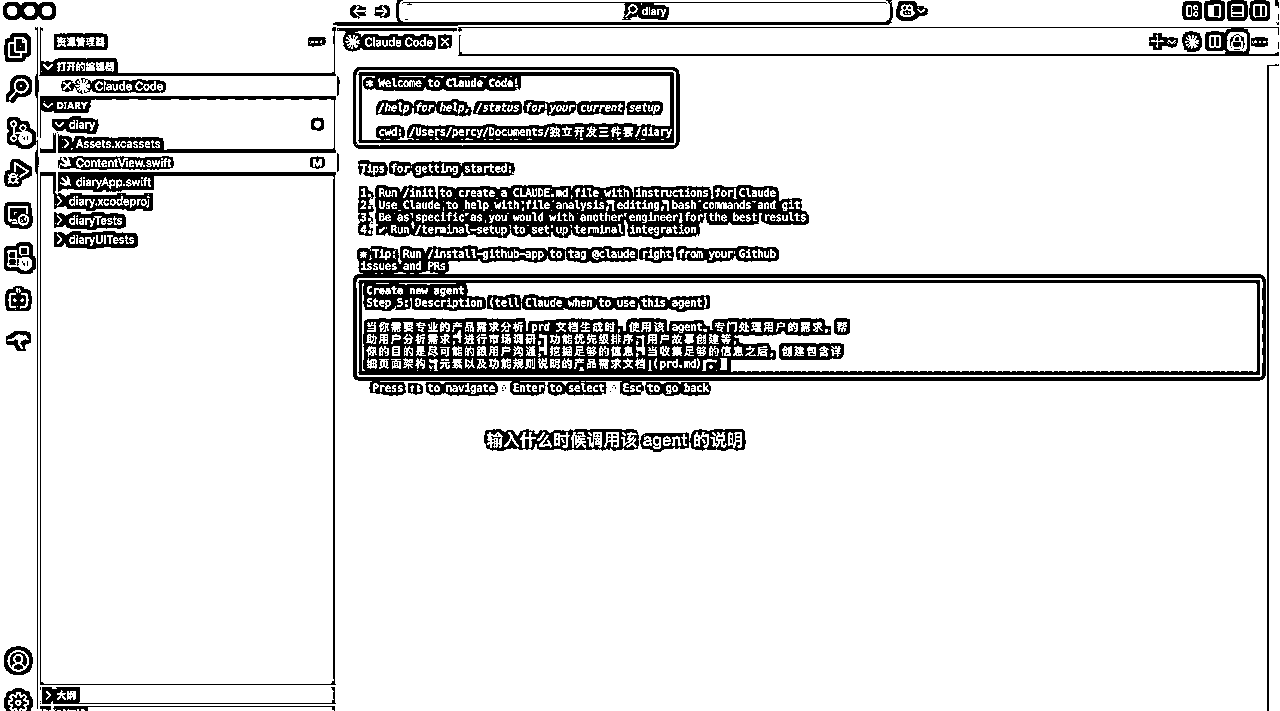 diary
资源管理器
Claude Code
打开的编辑器
Claude Code
DIARY
diary
Assets.xcassets
ContentView.swift
M
diaryApp.swift
diary.xcodeproj
diaryTests
diaryUITests
大纲
Welcome to Claude Code!
/help for help, /status for your current setup
cwd: /Users/percy/Documents/独立开发三件套/diary
Tips for getting started:
1. Run /init to create a CLAUDE.md file with instructions for Claude
2. Use Claude to help with file analysis, editing, bash commands and git
3. Be as specific as you would with another engineer for the best results
4. ✔ Run /terminal-setup to set up terminal integration
※ Tip: Run /install-github-app to tag @claude right from your Github
issues and PRs
Create new agent
Step 5: Description (tell Claude when to use this agent)
当你需要专业的产品需求分析 prd 文档生成时，使用该 agent。专门处理用户的需求，帮
助用户分析需求、进行市场调研、功能优先级排序、用户故事创建等。
你的目的是尽可能的跟用户沟通，挖掘足够的信息，当收集足够的信息之后，创建包含详
细页面架构、元素以及功能规则说明的产品需求文档 (prd.md) 。
Press ↑↓ to navigate · Enter to select · Esc to go back
输入什么时候调用该 agent 的说明